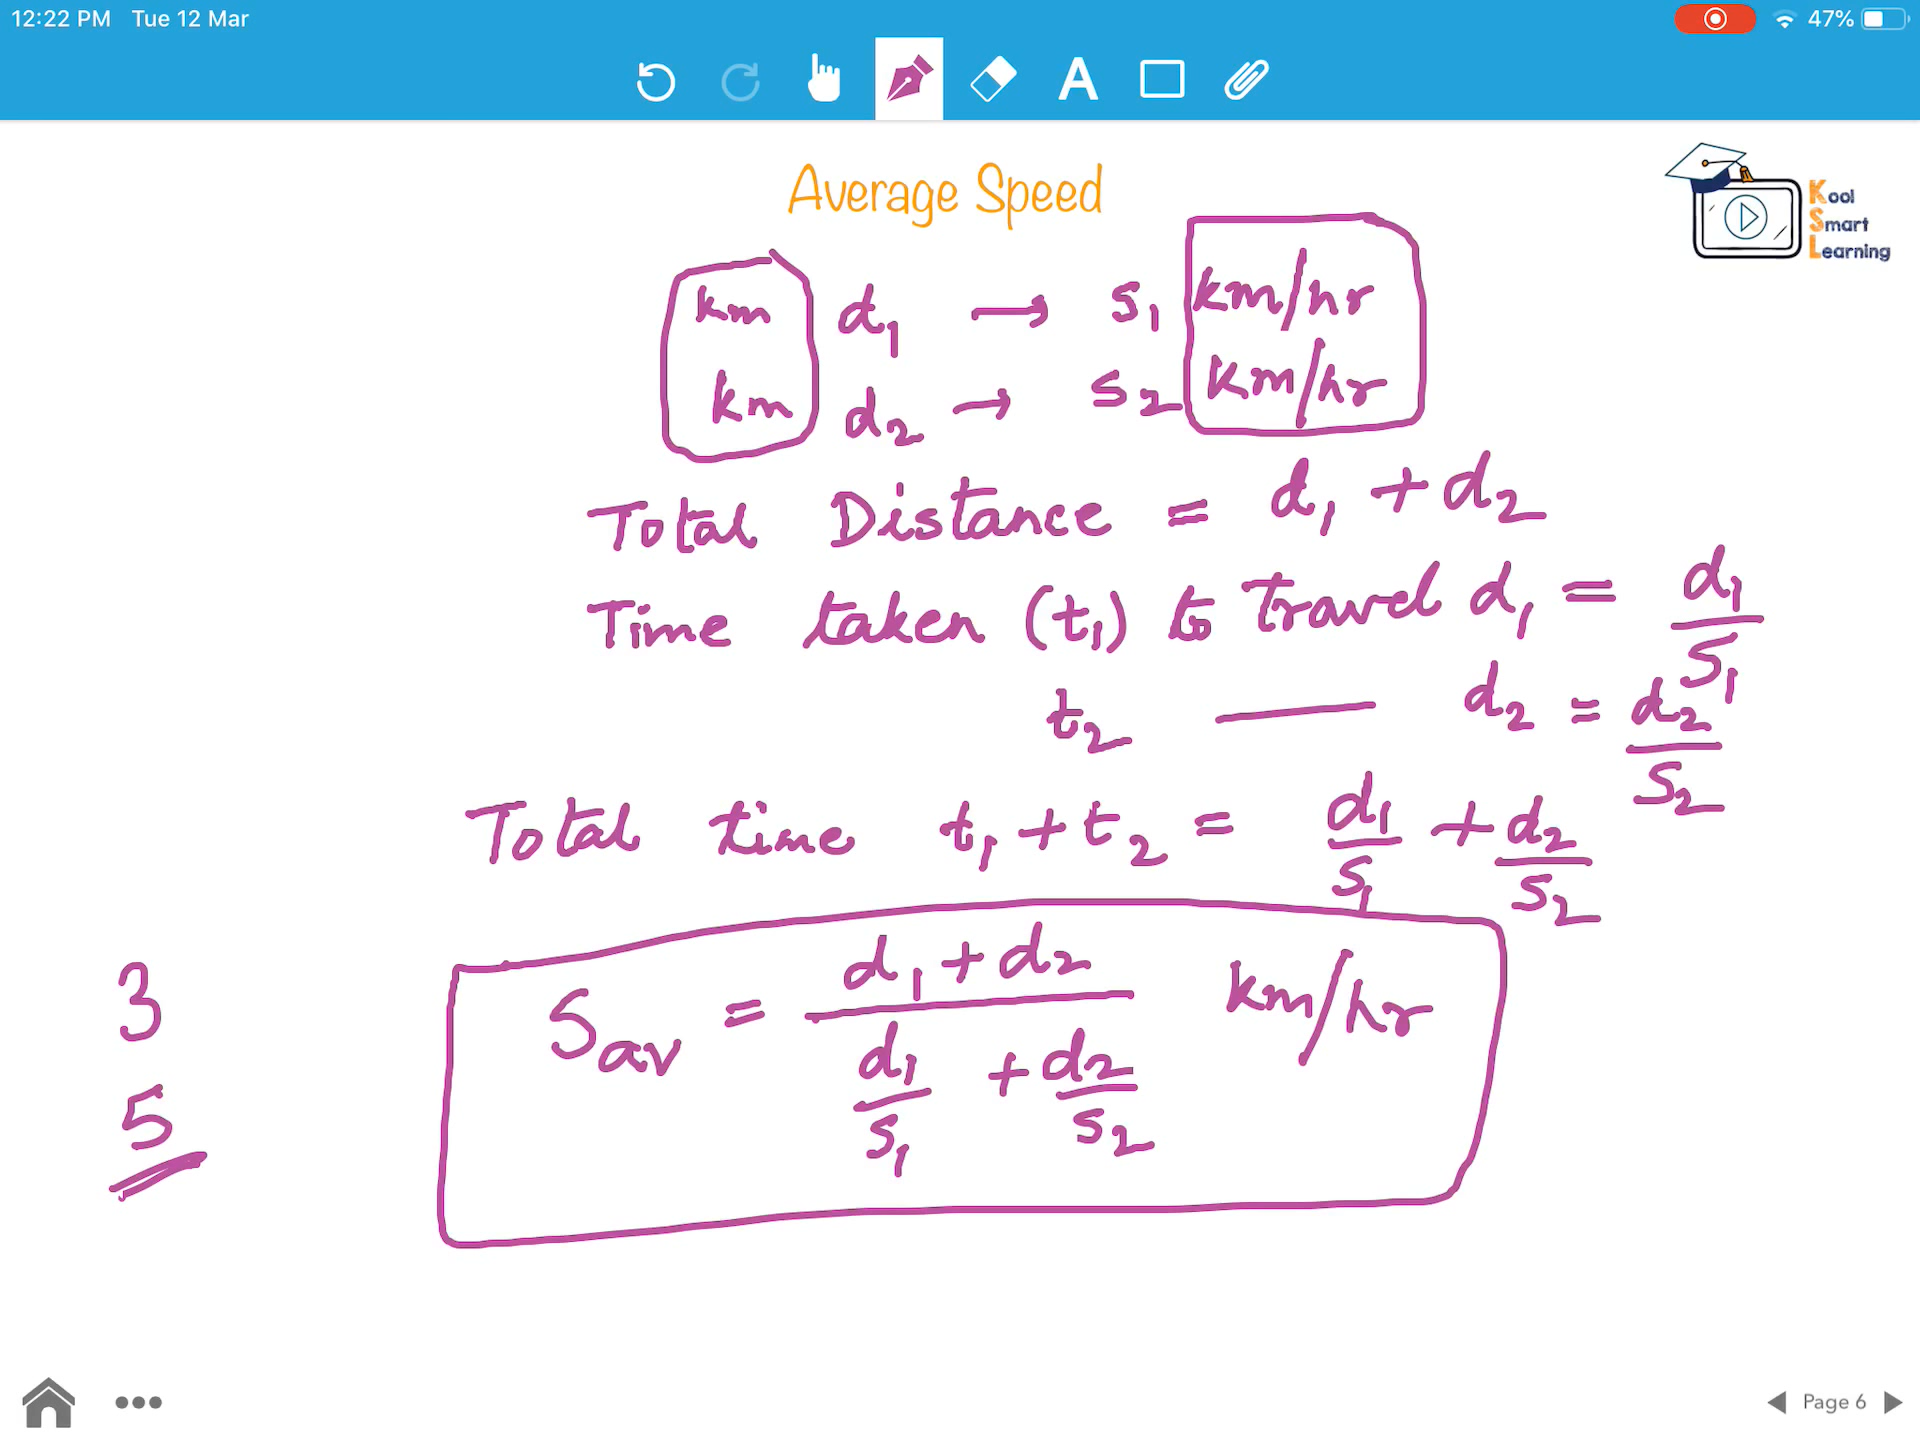 12:22 PM Tue 12 Mar 47%
A
Average Speed
Kool
Smart
Learning
km d1 → s1 km/hr
km d2 → s2 km/hr
Total Distance = d1 + d2
Time taken (t1) to Travel d1 = d1/s1
t2 — d2 = d2/s2
Total time t1 + t2 = d1/s1 + d2/s2
3
5
Sav = (d1 + d2)/(d1/s1 + d2/s2) km/hr
Page 6